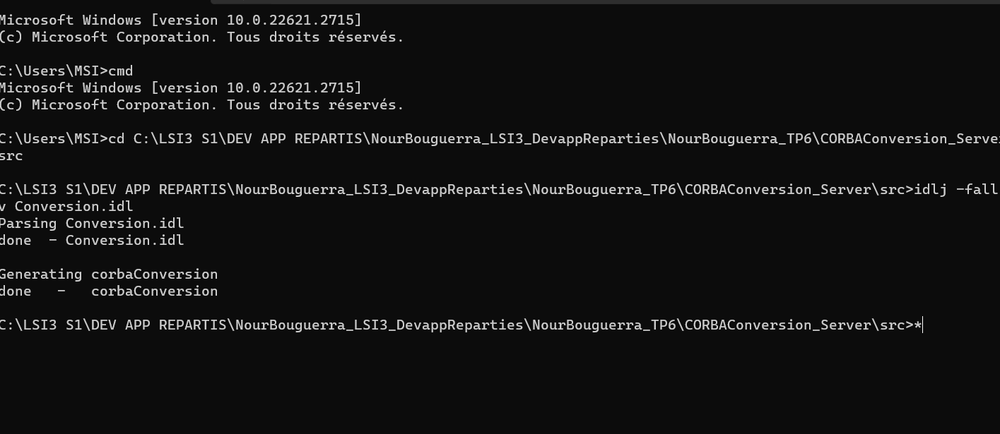 Microsoft Windows [version 10.0.22621.2715]
(c) Microsoft Corporation. Tous droits réservés.
C:\Users\MSI>cmd
Microsoft Windows [version 10.0.22621.2715]
(c) Microsoft Corporation. Tous droits réservés.
C:\Users\MSI>cd C:\LSI3 S1\DEV APP REPARTIS\NourBouguerra_LSI3_DevappReparties\NourBouguerra_TP6\CORBAConversion_Server
src
C:\LSI3 S1\DEV APP REPARTIS\NourBouguerra_LSI3_DevappReparties\NourBouguerra_TP6\CORBAConversion_Server\src>idlj -fall
v Conversion.idl
Parsing Conversion.idl
done  - Conversion.idl
Generating corbaConversion
done   -   corbaConversion
C:\LSI3 S1\DEV APP REPARTIS\NourBouguerra_LSI3_DevappReparties\NourBouguerra_TP6\CORBAConversion_Server\src>*